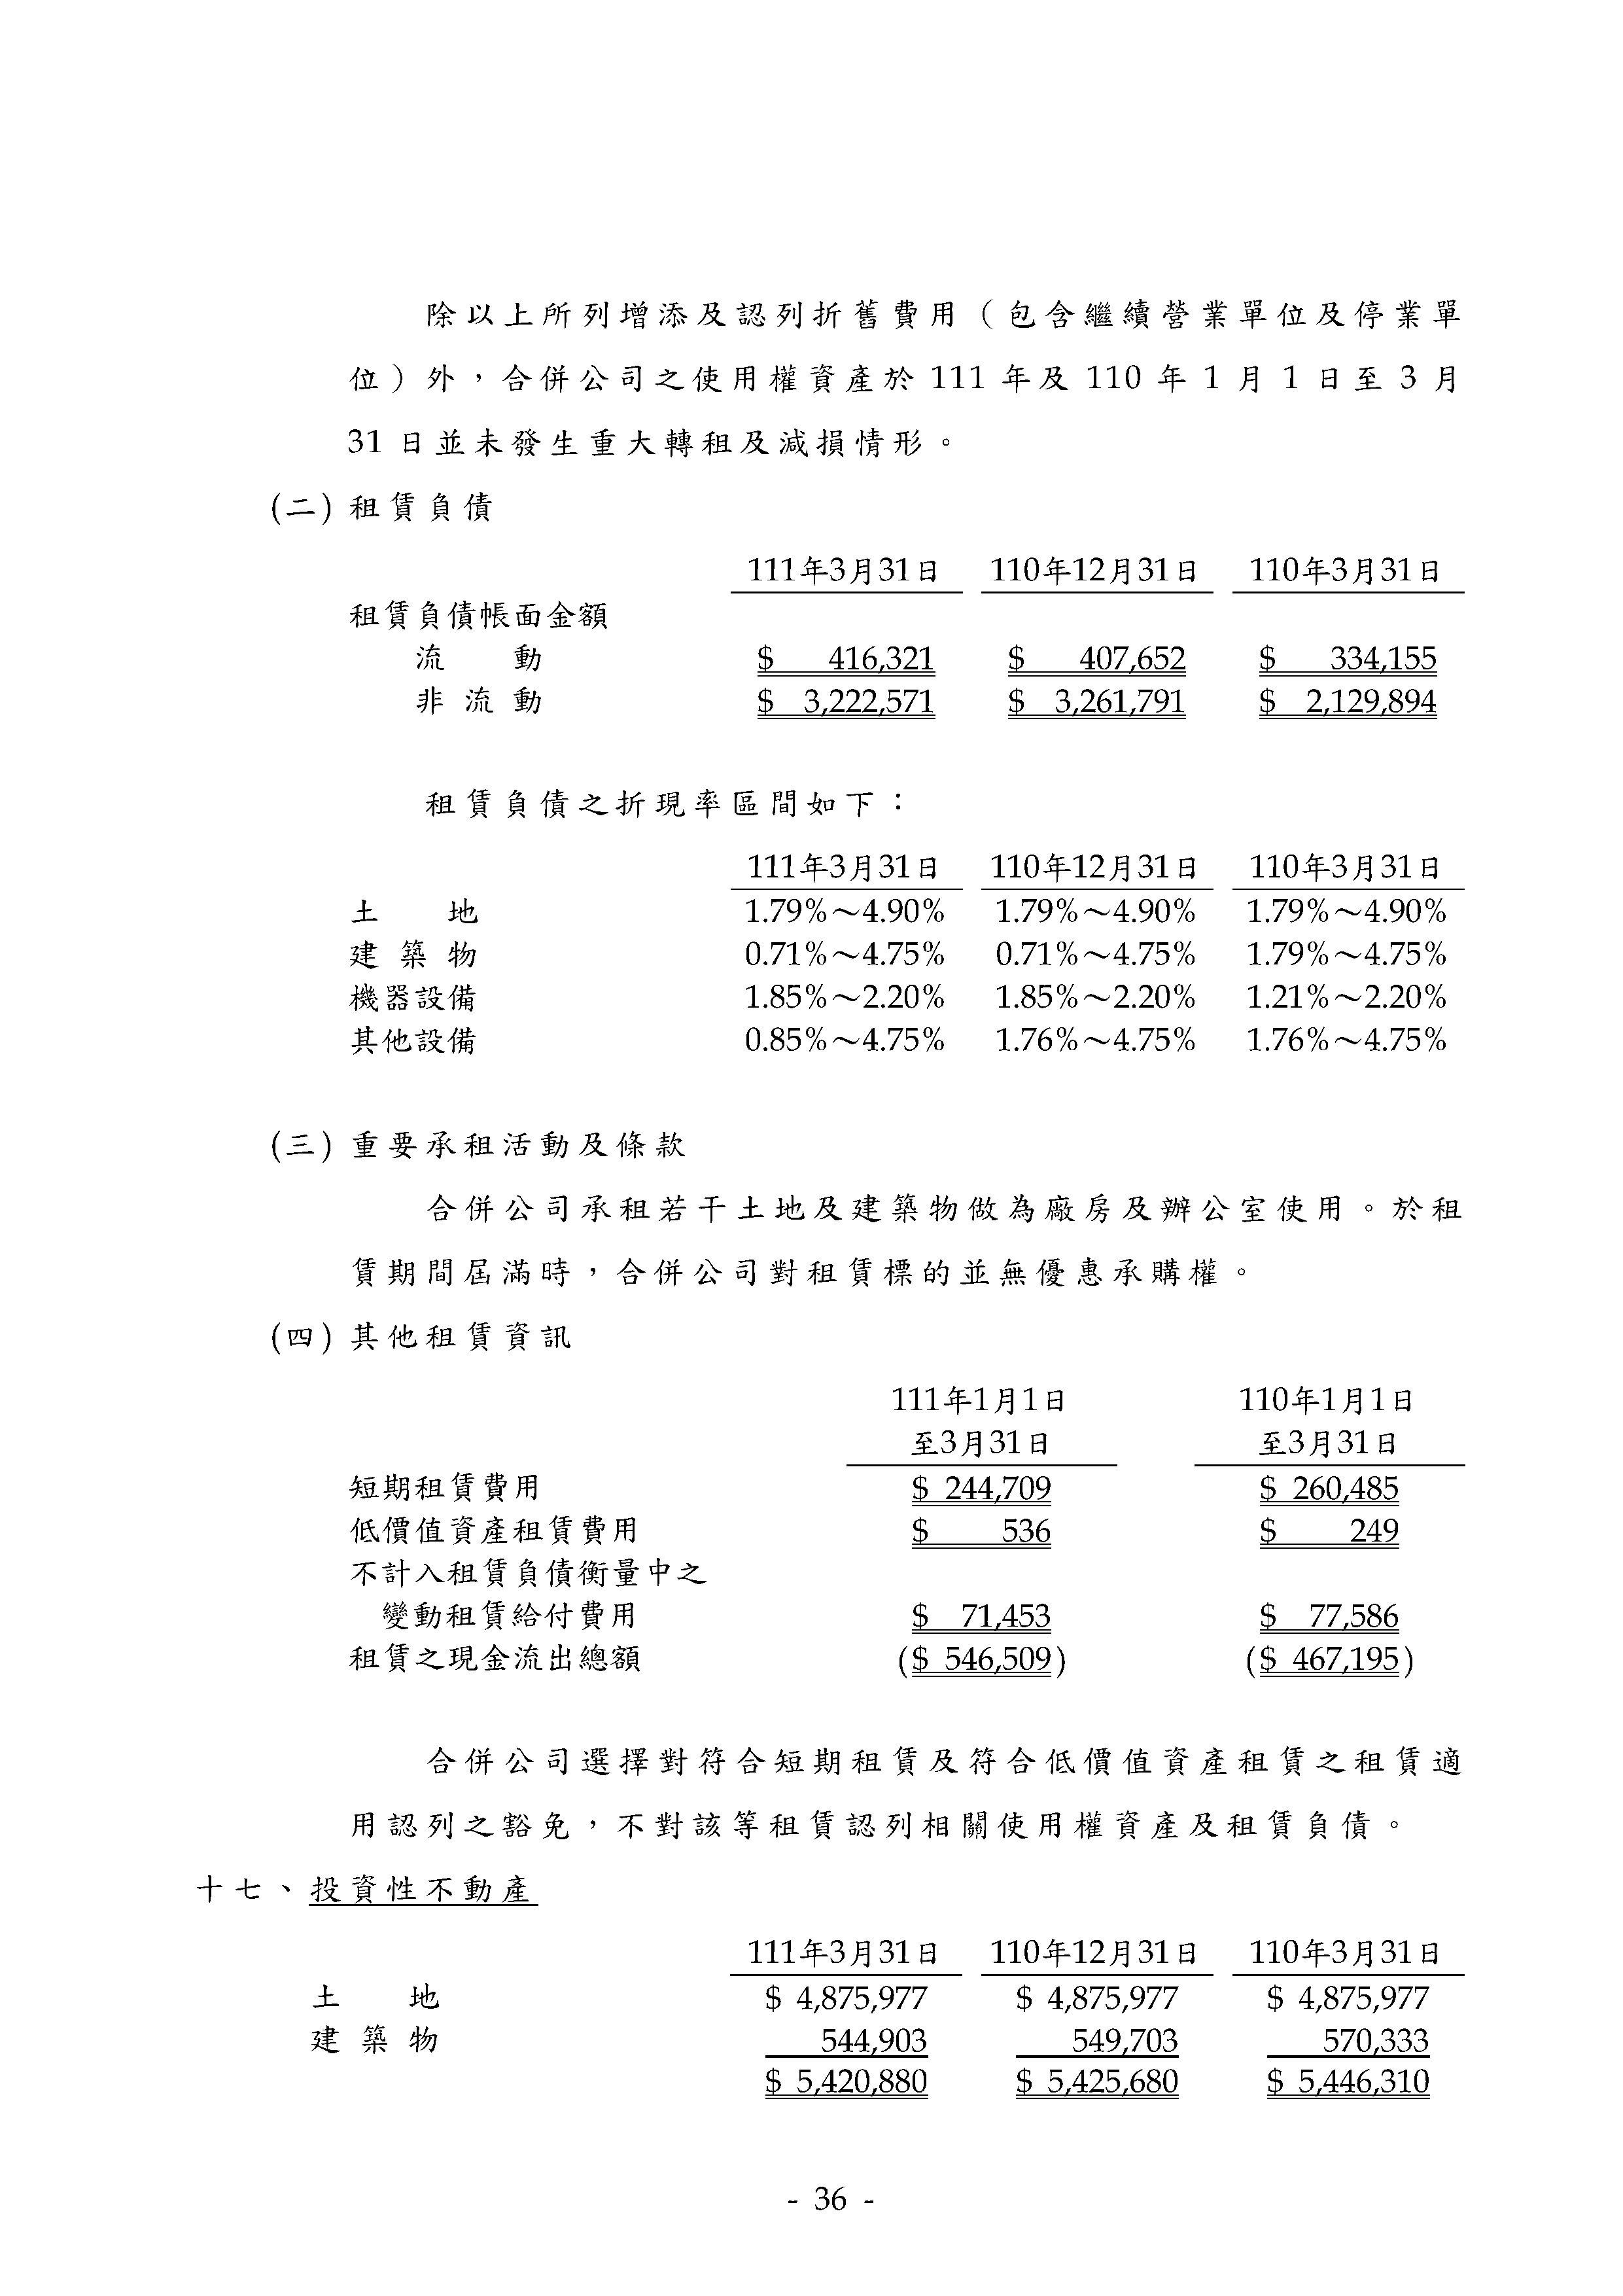 除以上所列增添及認列折舊費用（包含繼續營業單位及停業單
位）外，合併公司之使用權資產於 111 年及 110 年 1 月 1 日至 3 月
31 日並未發生重大轉租及減損情形。
(二) 租賃負債
111年3月31日 110年12月31日 110年3月31日
租賃負債帳面金額
流 動 $ 416,321 $ 407,652 $ 334,155
非 流 動 $ 3,222,571 $ 3,261,791 $ 2,129,894
租賃負債之折現率區間如下：
111年3月31日 110年12月31日 110年3月31日
土 地 1.79%～4.90% 1.79%～4.90% 1.79%～4.90%
建 築 物 0.71%～4.75% 0.71%～4.75% 1.79%～4.75%
機器設備 1.85%～2.20% 1.85%～2.20% 1.21%～2.20%
其他設備 0.85%～4.75% 1.76%～4.75% 1.76%～4.75%
(三) 重要承租活動及條款
合併公司承租若干土地及建築物做為廠房及辦公室使用。於租
賃期間屆滿時，合併公司對租賃標的並無優惠承購權。
(四) 其他租賃資訊
111年1月1日 110年1月1日
至3月31日 至3月31日
短期租賃費用 $ 244,709 $ 260,485
低價值資產租賃費用 $ 536 $ 249
不計入租賃負債衡量中之
變動租賃給付費用 $ 71,453 $ 77,586
租賃之現金流出總額 ($ 546,509) ($ 467,195)
合併公司選擇對符合短期租賃及符合低價值資產租賃之租賃適
用認列之豁免，不對該等租賃認列相關使用權資產及租賃負債。
十七、投資性不動產
111年3月31日 110年12月31日 110年3月31日
土 地 $ 4,875,977 $ 4,875,977 $ 4,875,977
建 築 物 544,903 549,703 570,333
$ 5,420,880 $ 5,425,680 $ 5,446,310
- 36 -